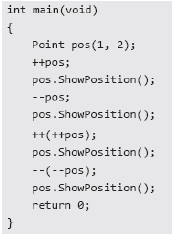 int main(void)
{
    Point pos(1, 2);
    ++pos;
    pos.ShowPosition();
    --pos;
    pos.ShowPosition();
    ++(++pos);
    pos.ShowPosition();
    --(--pos);
    pos.ShowPosition();
    return 0;
}